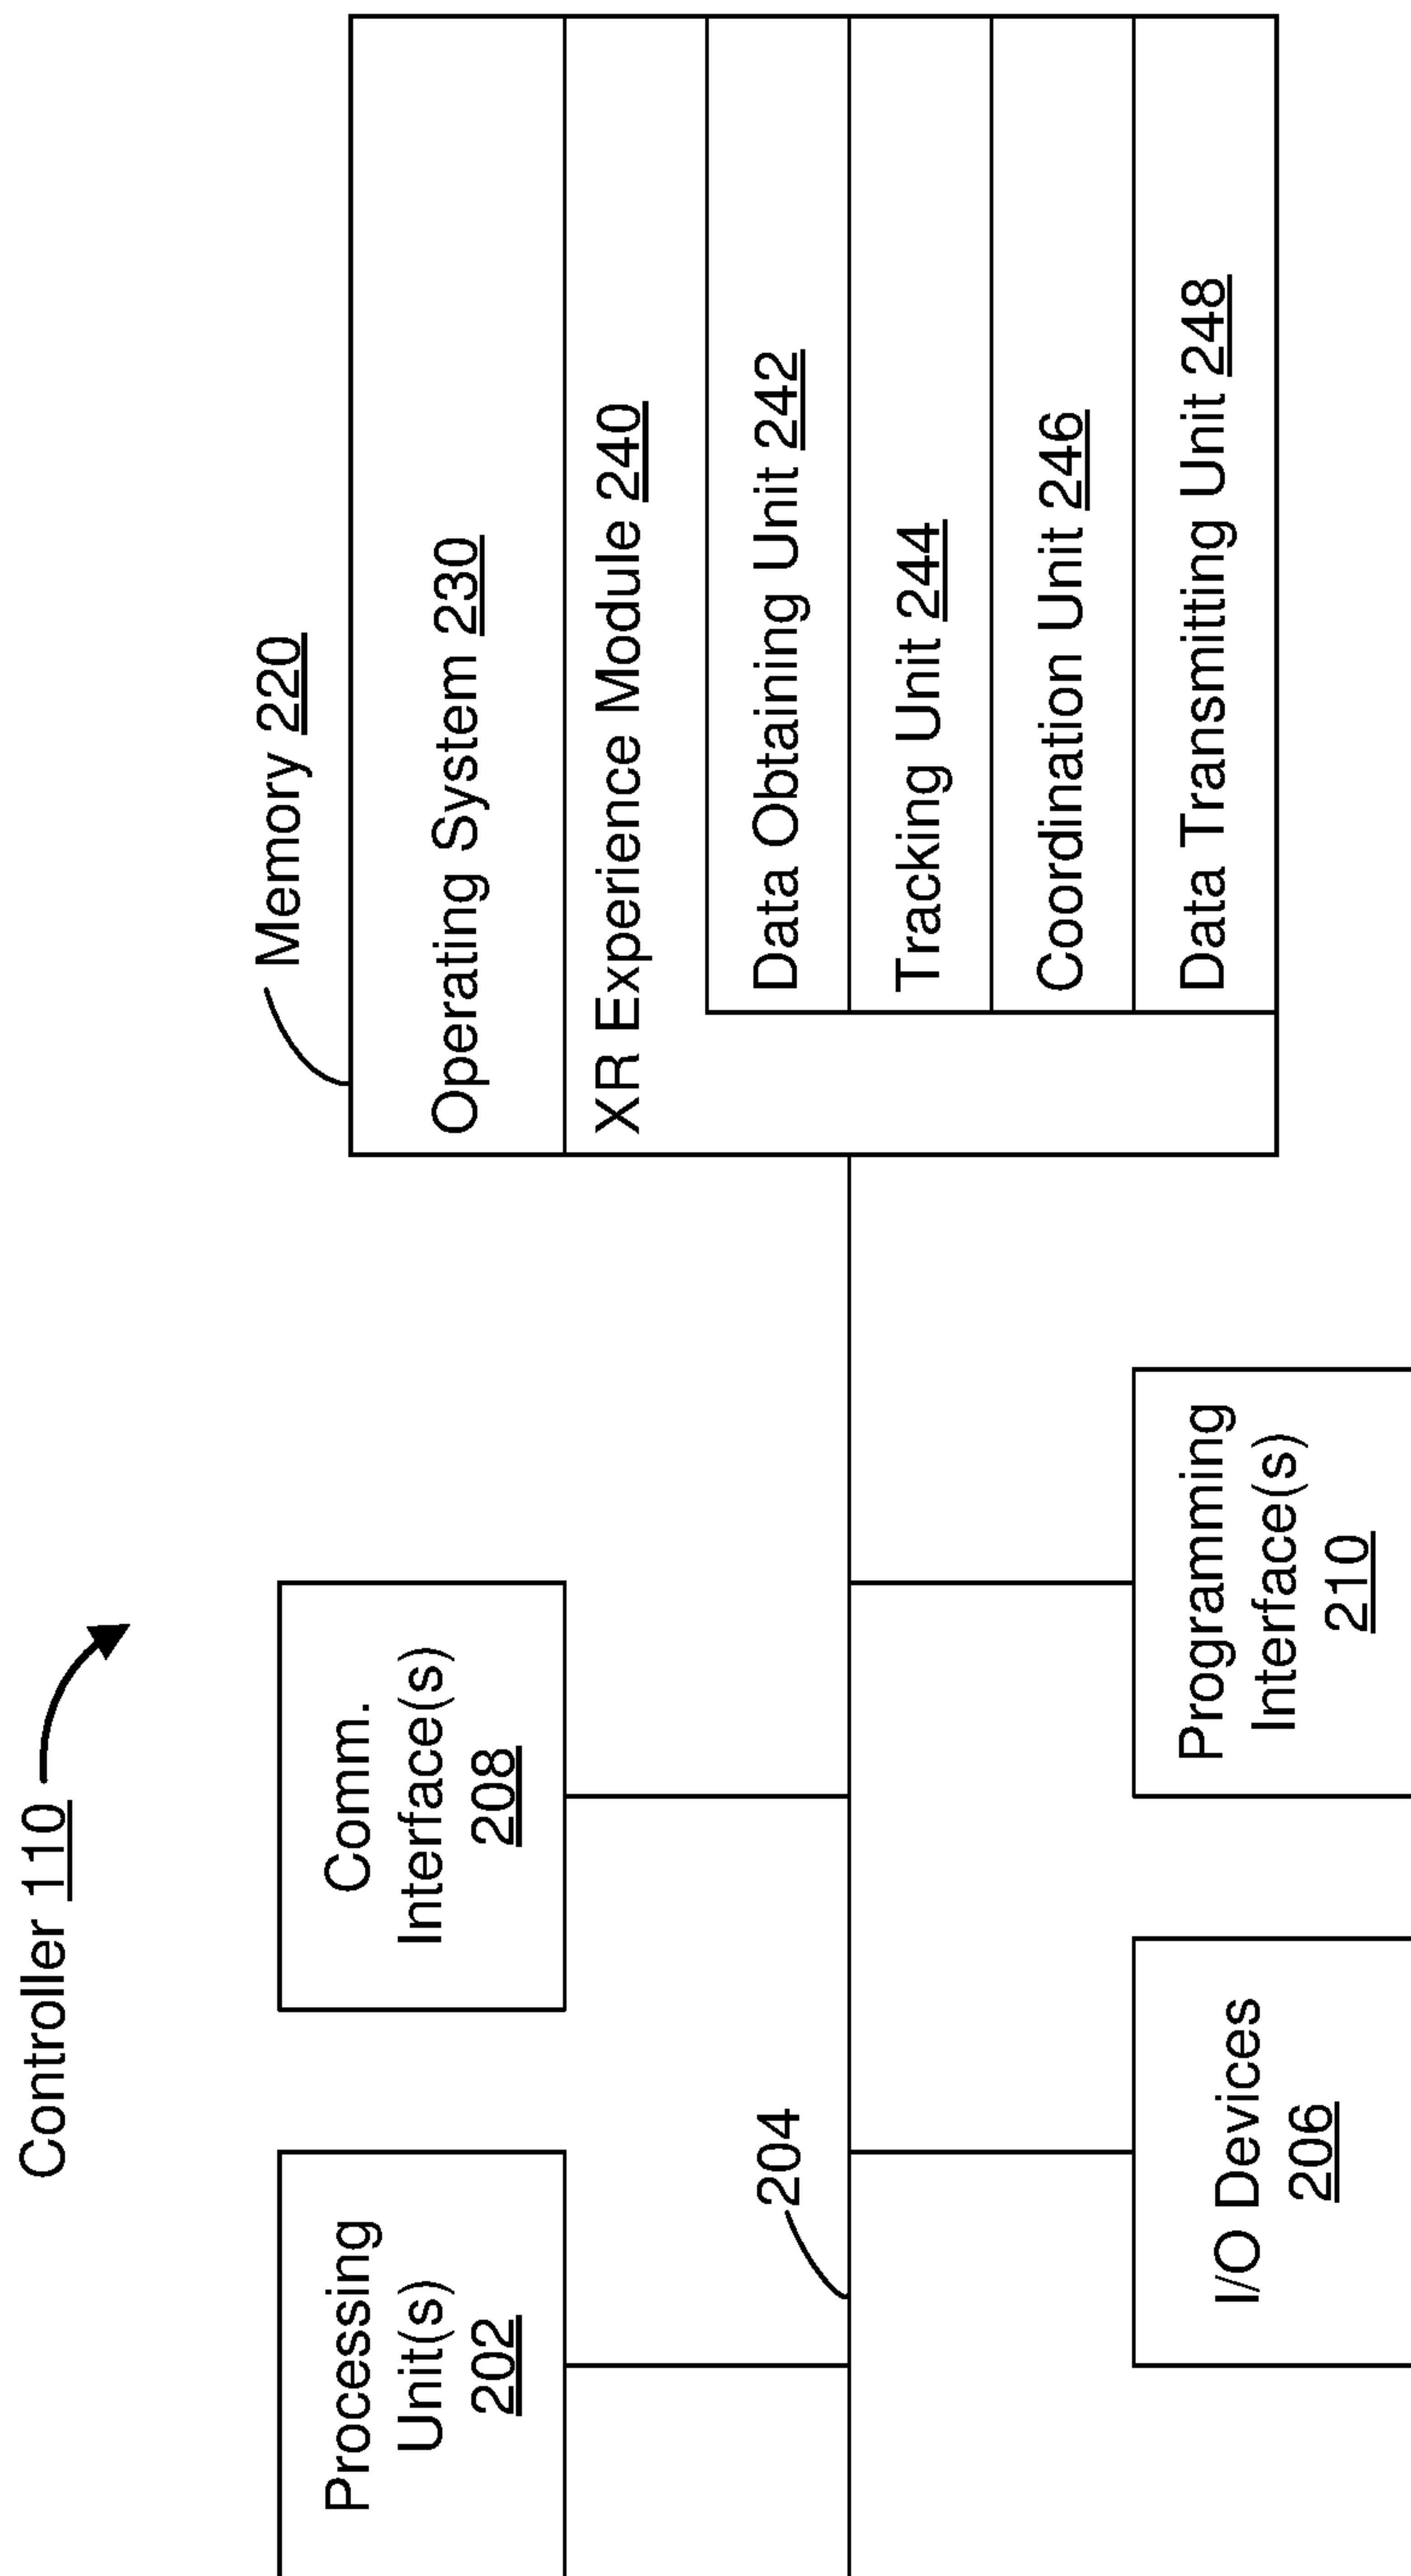 Controller 110
Processing
Unit(s)
202
Comm.
Interface(s)
208
204
I/O Devices
206
Programming
Interface(s)
210
Memory 220
Operating System 230
XR Experience Module 240
Data Obtaining Unit 242
Tracking Unit 244
Coordination Unit 246
Data Transmitting Unit 248